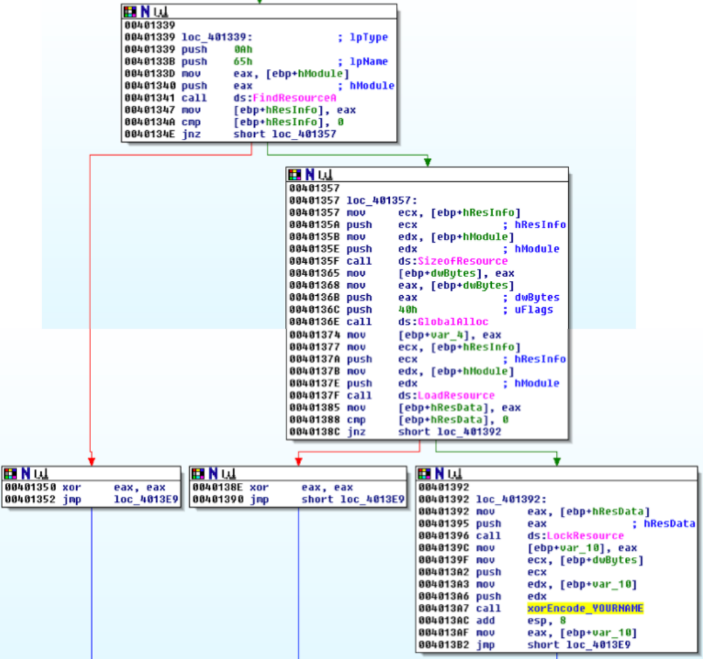 00401339
00401339 loc_401339: ; lpType
00401339 push 0Ah
0040133B push 65h ; lpName
0040133D mov eax, [ebp+hModule]
00401340 push eax ; hModule
00401341 call ds:FindResourceA
00401347 mov [ebp+hResInfo], eax
0040134A cmp [ebp+hResInfo], 0
0040134E jnz short loc_401357
00401357
00401357 loc_401357:
00401357 mov ecx, [ebp+hResInfo]
0040135A push ecx ; hResInfo
0040135B mov edx, [ebp+hModule]
0040135E push edx ; hModule
0040135F call ds:SizeofResource
00401365 mov [ebp+dwBytes], eax
00401368 mov eax, [ebp+dwBytes]
0040136B push eax ; dwBytes
0040136C push 40h ; uFlags
0040136E call ds:GlobalAlloc
00401374 mov [ebp+var_4], eax
00401377 mov ecx, [ebp+hResInfo]
0040137A push ecx ; hResInfo
0040137B mov edx, [ebp+hModule]
0040137E push edx ; hModule
0040137F call ds:LoadResource
00401385 mov [ebp+hResData], eax
00401388 cmp [ebp+hResData], 0
0040138C jnz short loc_401392
00401350 xor eax, eax
00401352 jmp loc_4013E9
0040138E xor eax, eax
00401390 jmp short loc_4013E9
00401392
00401392 loc_401392:
00401392 mov eax, [ebp+hResData]
00401395 push eax ; hResData
00401396 call ds:LockResource
0040139C mov [ebp+var_10], eax
0040139F mov ecx, [ebp+dwBytes]
004013A2 push ecx
004013A3 mov edx, [ebp+var_10]
004013A6 push edx
004013A7 call xorEncode_YOURNAME
004013AC add esp, 8
004013AF mov eax, [ebp+var_10]
004013B2 jmp short loc_4013E9